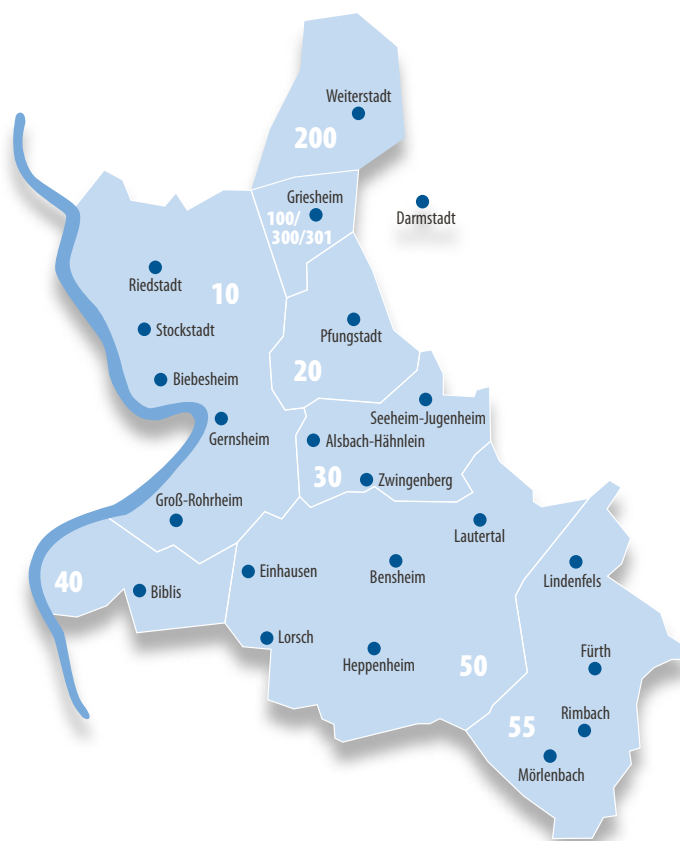 Weiterstadt
200
Griesheim
100/
300/301
Darmstadt
Riedstadt
10
Stockstadt
Pfungstadt
20
Biebesheim
Seeheim-Jugenheim
Gernsheim
Alsbach-Hähnlein
30
Zwingenberg
Groß-Rohrheim
Lautertal
40
Biblis
Einhausen
Bensheim
Lindenfels
Lorsch
Heppenheim
50
Fürth
Rimbach
55
Mörlenbach